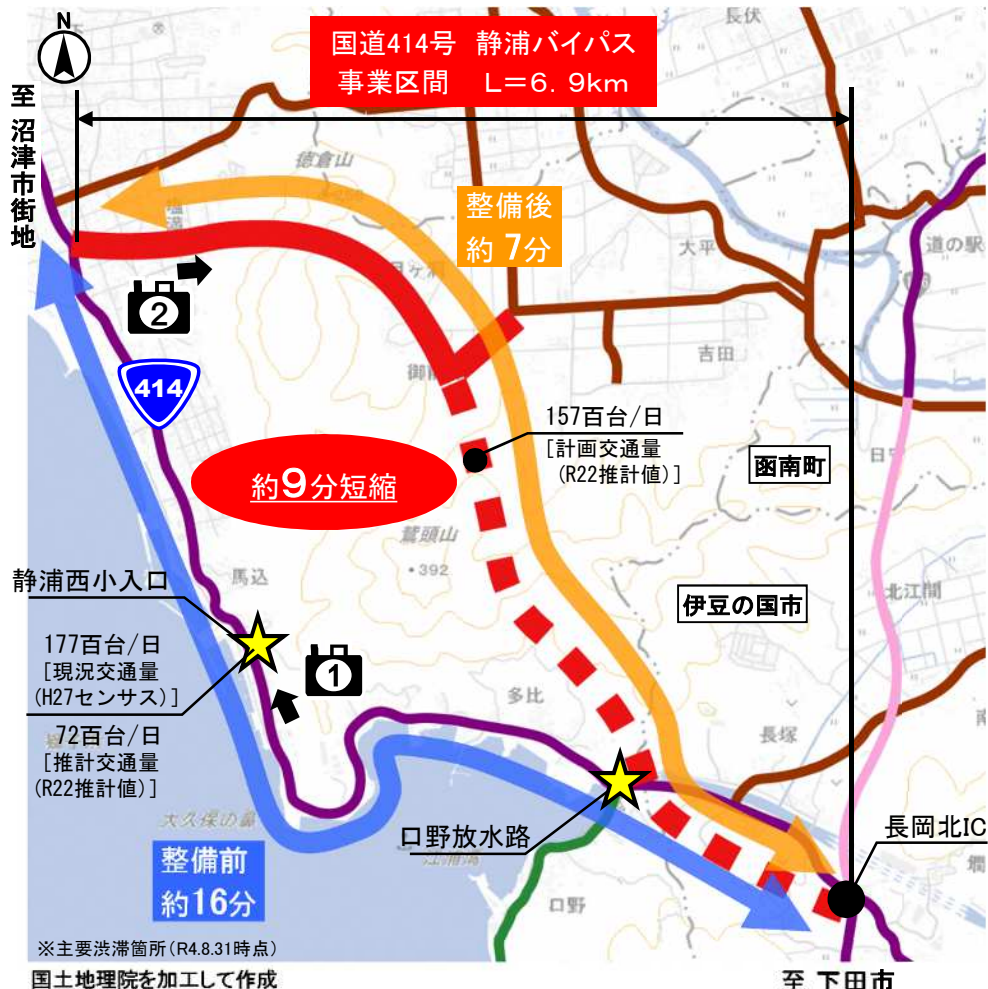 N
国道414号 静浦バイパス
事業区間 L=6.9km
至 沼津市街地
長伏
徳倉山
整備後
約7分
大平
道の駅
②
414
吉田
157百台/日
[計画交通量
(R22推計値)]
函南町
日守
約9分短縮
鷲頭山
・392
静浦西小入口
馬込
伊豆の国市
北江間
177百台/日
[現況交通量
(H27センサス)]
①
72百台/日
[推計交通量
(R22推計値)]
多比
長塚
大久保の鼻
口野放水路
江浦湾
長岡北IC
整備前
約16分
口野
※主要渋滞箇所(R4.8.31時点)
国土地理院を加工して作成
至 下田市